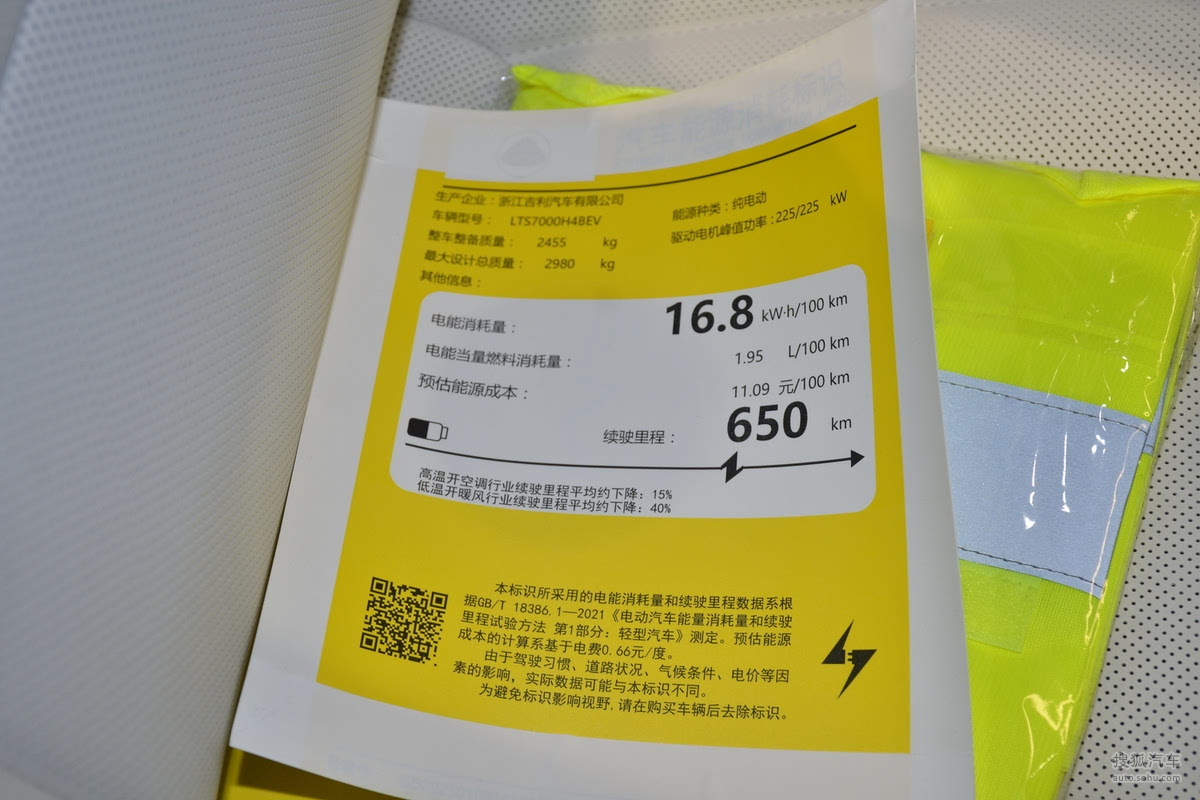 生产企业：浙江吉利汽车有限公司
车辆型号： LTS7000H4BEV
整车整备质量： 2455 kg
最大设计总质量： 2980 kg
其他信息：
能源种类：纯电动
驱动电机峰值功率：225/225 kW
电能消耗量： 16.8 kW·h/100 km
电能当量燃料消耗量： 1.95 L/100 km
预估能源成本： 11.09 元/100 km
续驶里程： 650 km
高温开空调行业续驶里程平均约下降：15%
低温开暖风行业续驶里程平均约下降：40%
本标识所采用的电能消耗量和续驶里程数据系根
据GB/T 18386.1—2021《电动汽车能量消耗量和续驶
里程试验方法 第1部分：轻型汽车》测定。预估能源
成本的计算系基于电费0.66元/度。
由于驾驶习惯、道路状况、气候条件、电价等因
素的影响，实际数据可能与本标识不同。
为避免标识影响视野,请在购买车辆后去除标识。
搜狐汽车
auto.sohu.com